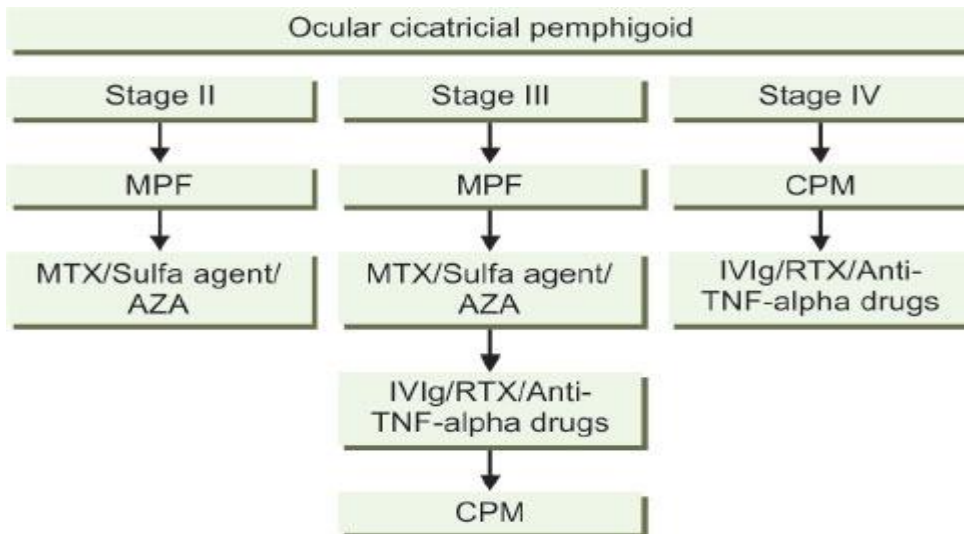 Ocular cicatricial pemphigoid
Stage II
MPF
MTX/Sulfa agent/
AZA
Stage III
MPF
MTX/Sulfa agent/
AZA
IVIg/RTX/Anti-
TNF-alpha drugs
CPM
Stage IV
CPM
IVIg/RTX/Anti-
TNF-alpha drugs